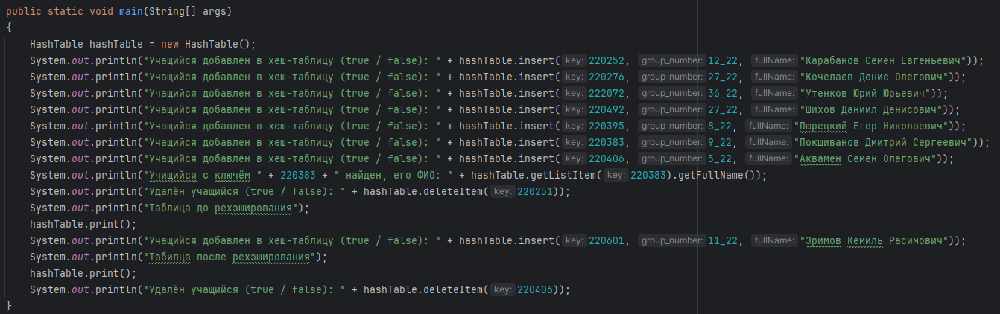 public static void main(String[] args)
{
HashTable hashTable = new HashTable();
System.out.println("Учащийся добавлен в хеш-таблицу (true / false): " + hashTable.insert( key: 220252, group_number: 12_22, fullName: "Карабанов Семен Евгеньевич"));
System.out.println("Учащийся добавлен в хеш-таблицу (true / false): " + hashTable.insert( key: 220276, group_number: 27_22, fullName: "Кочелаев Денис Олегович"));
System.out.println("Учащийся добавлен в хеш-таблицу (true / false): " + hashTable.insert( key: 222072, group_number: 36_22, fullName: "Утенков Юрий Юрьевич"));
System.out.println("Учащийся добавлен в хеш-таблицу (true / false): " + hashTable.insert( key: 220492, group_number: 27_22, fullName: "Шихов Даниил Денисович"));
System.out.println("Учащийся добавлен в хеш-таблицу (true / false): " + hashTable.insert( key: 220395, group_number: 8_22, fullName: "Пюрецкий Егор Николаевич"));
System.out.println("Учащийся добавлен в хеш-таблицу (true / false): " + hashTable.insert( key: 220383, group_number: 9_22, fullName: "Покшиванов Дмитрий Сергеевич"));
System.out.println("Учащийся добавлен в хеш-таблицу (true / false): " + hashTable.insert( key: 220406, group_number: 5_22, fullName: "Аквамен Семен Олегович"));
System.out.println("Учищийся с ключём " + 220383 + " найден, его ФИО: " + hashTable.getListItem( key: 220383).getFullName());
System.out.println("Удалён учащийся (true / false): " + hashTable.deleteItem( key: 220251));
System.out.println("Таблица до рехэширования");
hashTable.print();
System.out.println("Учащийся добавлен в хеш-таблицу (true / false): " + hashTable.insert( key: 220601, group_number: 11_22, fullName: "Эримов Кемиль Расимович"));
System.out.println("Табилца после рехэширования");
hashTable.print();
System.out.println("Удалён учащийся (true / false): " + hashTable.deleteItem( key: 220406));
}